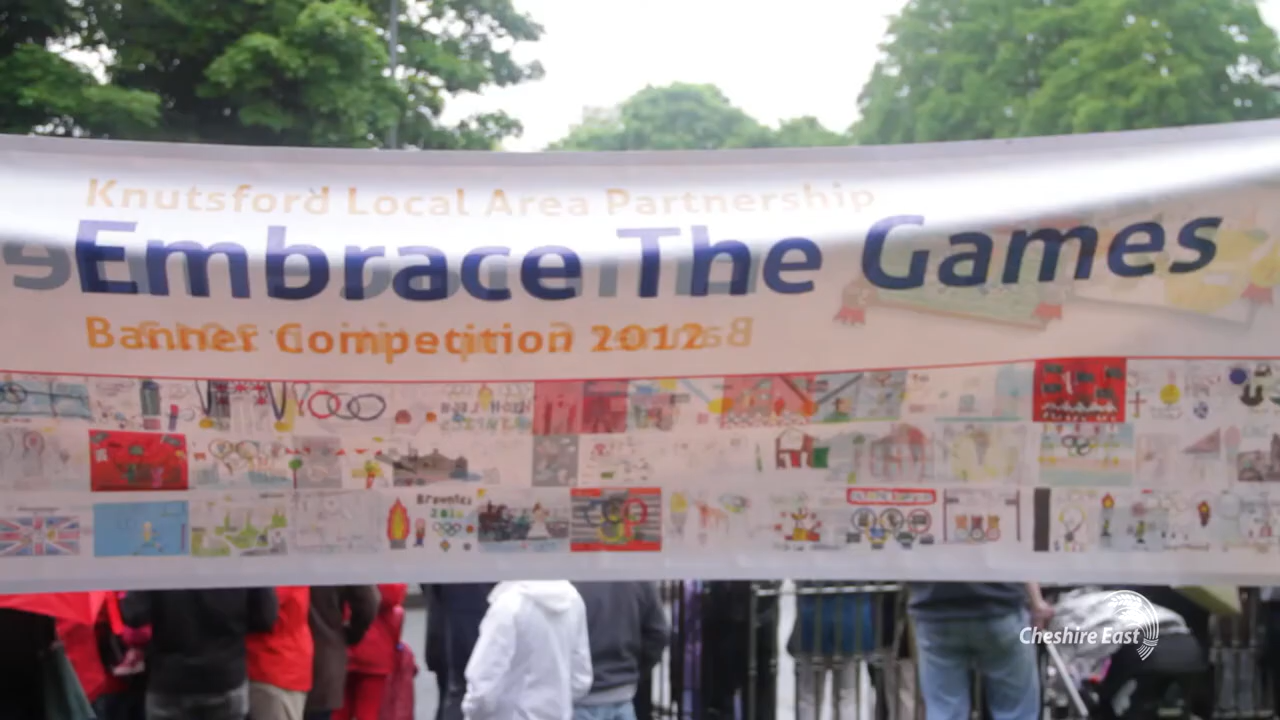 Knutsford Local Area Partnership
Embrace The Games
Banner Competition 2012
Brownies
Cheshire East